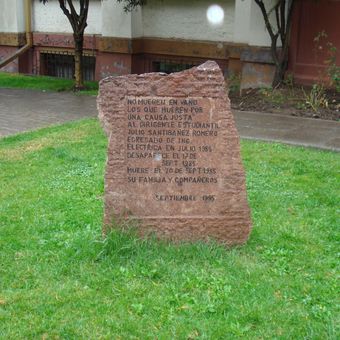 NO MUEREN EN VANO
LOS QUE MUEREN POR
UNA CAUSA JUSTA
AL DIRIGENTE ESTUDIANTIL
JULIO SANTIBAÑEZ ROMERO
EGRESADO DE ING.
ELECTRICA EN JULIO 1985
DESAPARECE EL 17 DE
SEPT 1985
MUERE EL 20 DE SEPT 1985
SU FAMILIA Y COMPAÑEROS
SEPTIEMBRE 1995